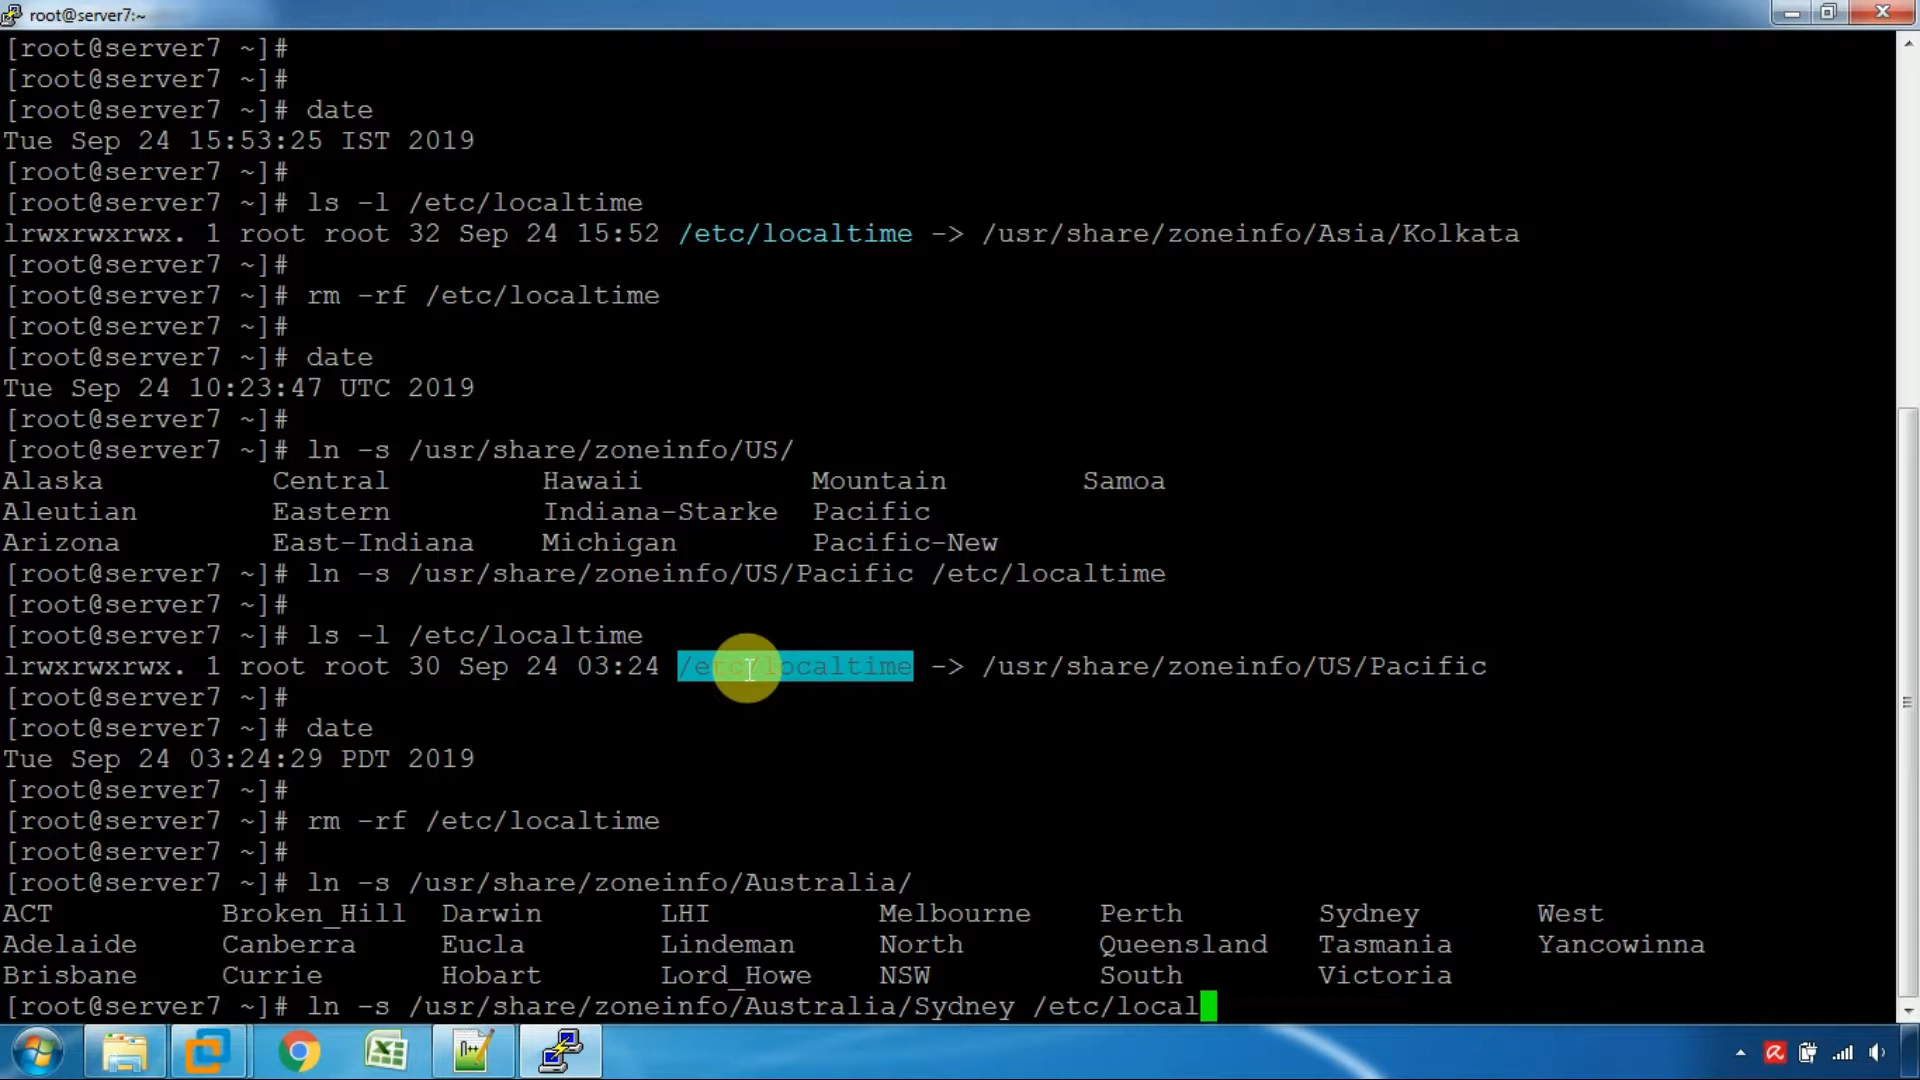 root@server7:~
[root@server7 ~]#
[root@server7 ~]#
[root@server7 ~]# date
Tue Sep 24 15:53:25 IST 2019
[root@server7 ~]#
[root@server7 ~]# ls -l /etc/localtime
lrwxrwxrwx. 1 root root 32 Sep 24 15:52 /etc/localtime -> /usr/share/zoneinfo/Asia/Kolkata
[root@server7 ~]#
[root@server7 ~]# rm -rf /etc/localtime
[root@server7 ~]#
[root@server7 ~]# date
Tue Sep 24 10:23:47 UTC 2019
[root@server7 ~]#
[root@server7 ~]# ln -s /usr/share/zoneinfo/US/
Alaska Central Hawaii Mountain Samoa
Aleutian Eastern Indiana-Starke Pacific
Arizona East-Indiana Michigan Pacific-New
[root@server7 ~]# ln -s /usr/share/zoneinfo/US/Pacific /etc/localtime
[root@server7 ~]#
[root@server7 ~]# ls -l /etc/localtime
lrwxrwxrwx. 1 root root 30 Sep 24 03:24 /etc/localtime -> /usr/share/zoneinfo/US/Pacific
[root@server7 ~]#
[root@server7 ~]# date
Tue Sep 24 03:24:29 PDT 2019
[root@server7 ~]#
[root@server7 ~]# rm -rf /etc/localtime
[root@server7 ~]#
[root@server7 ~]# ln -s /usr/share/zoneinfo/Australia/
ACT Broken_Hill Darwin LHI Melbourne Perth Sydney West
Adelaide Canberra Eucla Lindeman North Queensland Tasmania Yancowinna
Brisbane Currie Hobart Lord_Howe NSW South Victoria
[root@server7 ~]# ln -s /usr/share/zoneinfo/Australia/Sydney /etc/local